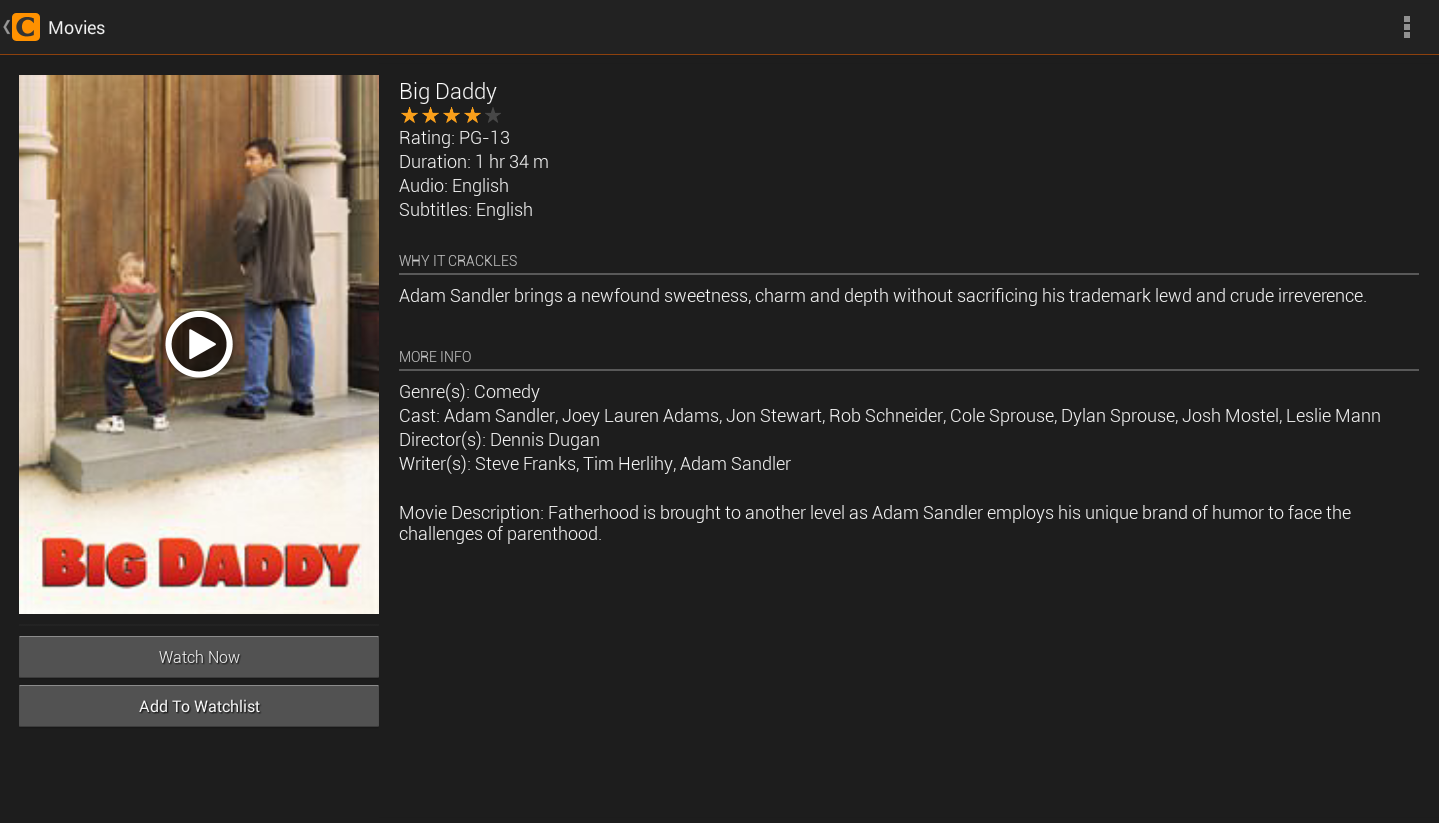 C Movies
Big Daddy
Rating: PG-13
Duration: 1 hr 34 m
Audio: English
Subtitles: English
WHY IT CRACKLES
Adam Sandler brings a newfound sweetness, charm and depth without sacrificing his trademark lewd and crude irreverence.
MORE INFO
Genre(s): Comedy
Cast: Adam Sandler, Joey Lauren Adams, Jon Stewart, Rob Schneider, Cole Sprouse, Dylan Sprouse, Josh Mostel, Leslie Mann
Director(s): Dennis Dugan
Writer(s): Steve Franks, Tim Herlihy, Adam Sandler
Movie Description: Fatherhood is brought to another level as Adam Sandler employs his unique brand of humor to face the
challenges of parenthood.
BIG DADDY
Watch Now
Add To Watchlist